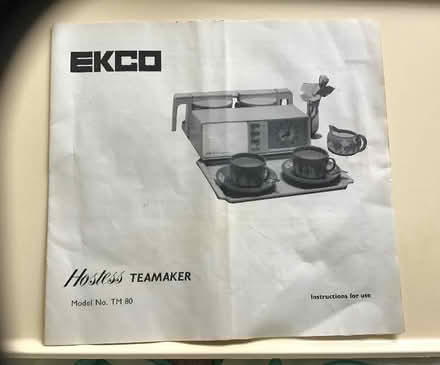 EKCO
Hostess TEAMAKER
Model No. TM 80
Instructions for use